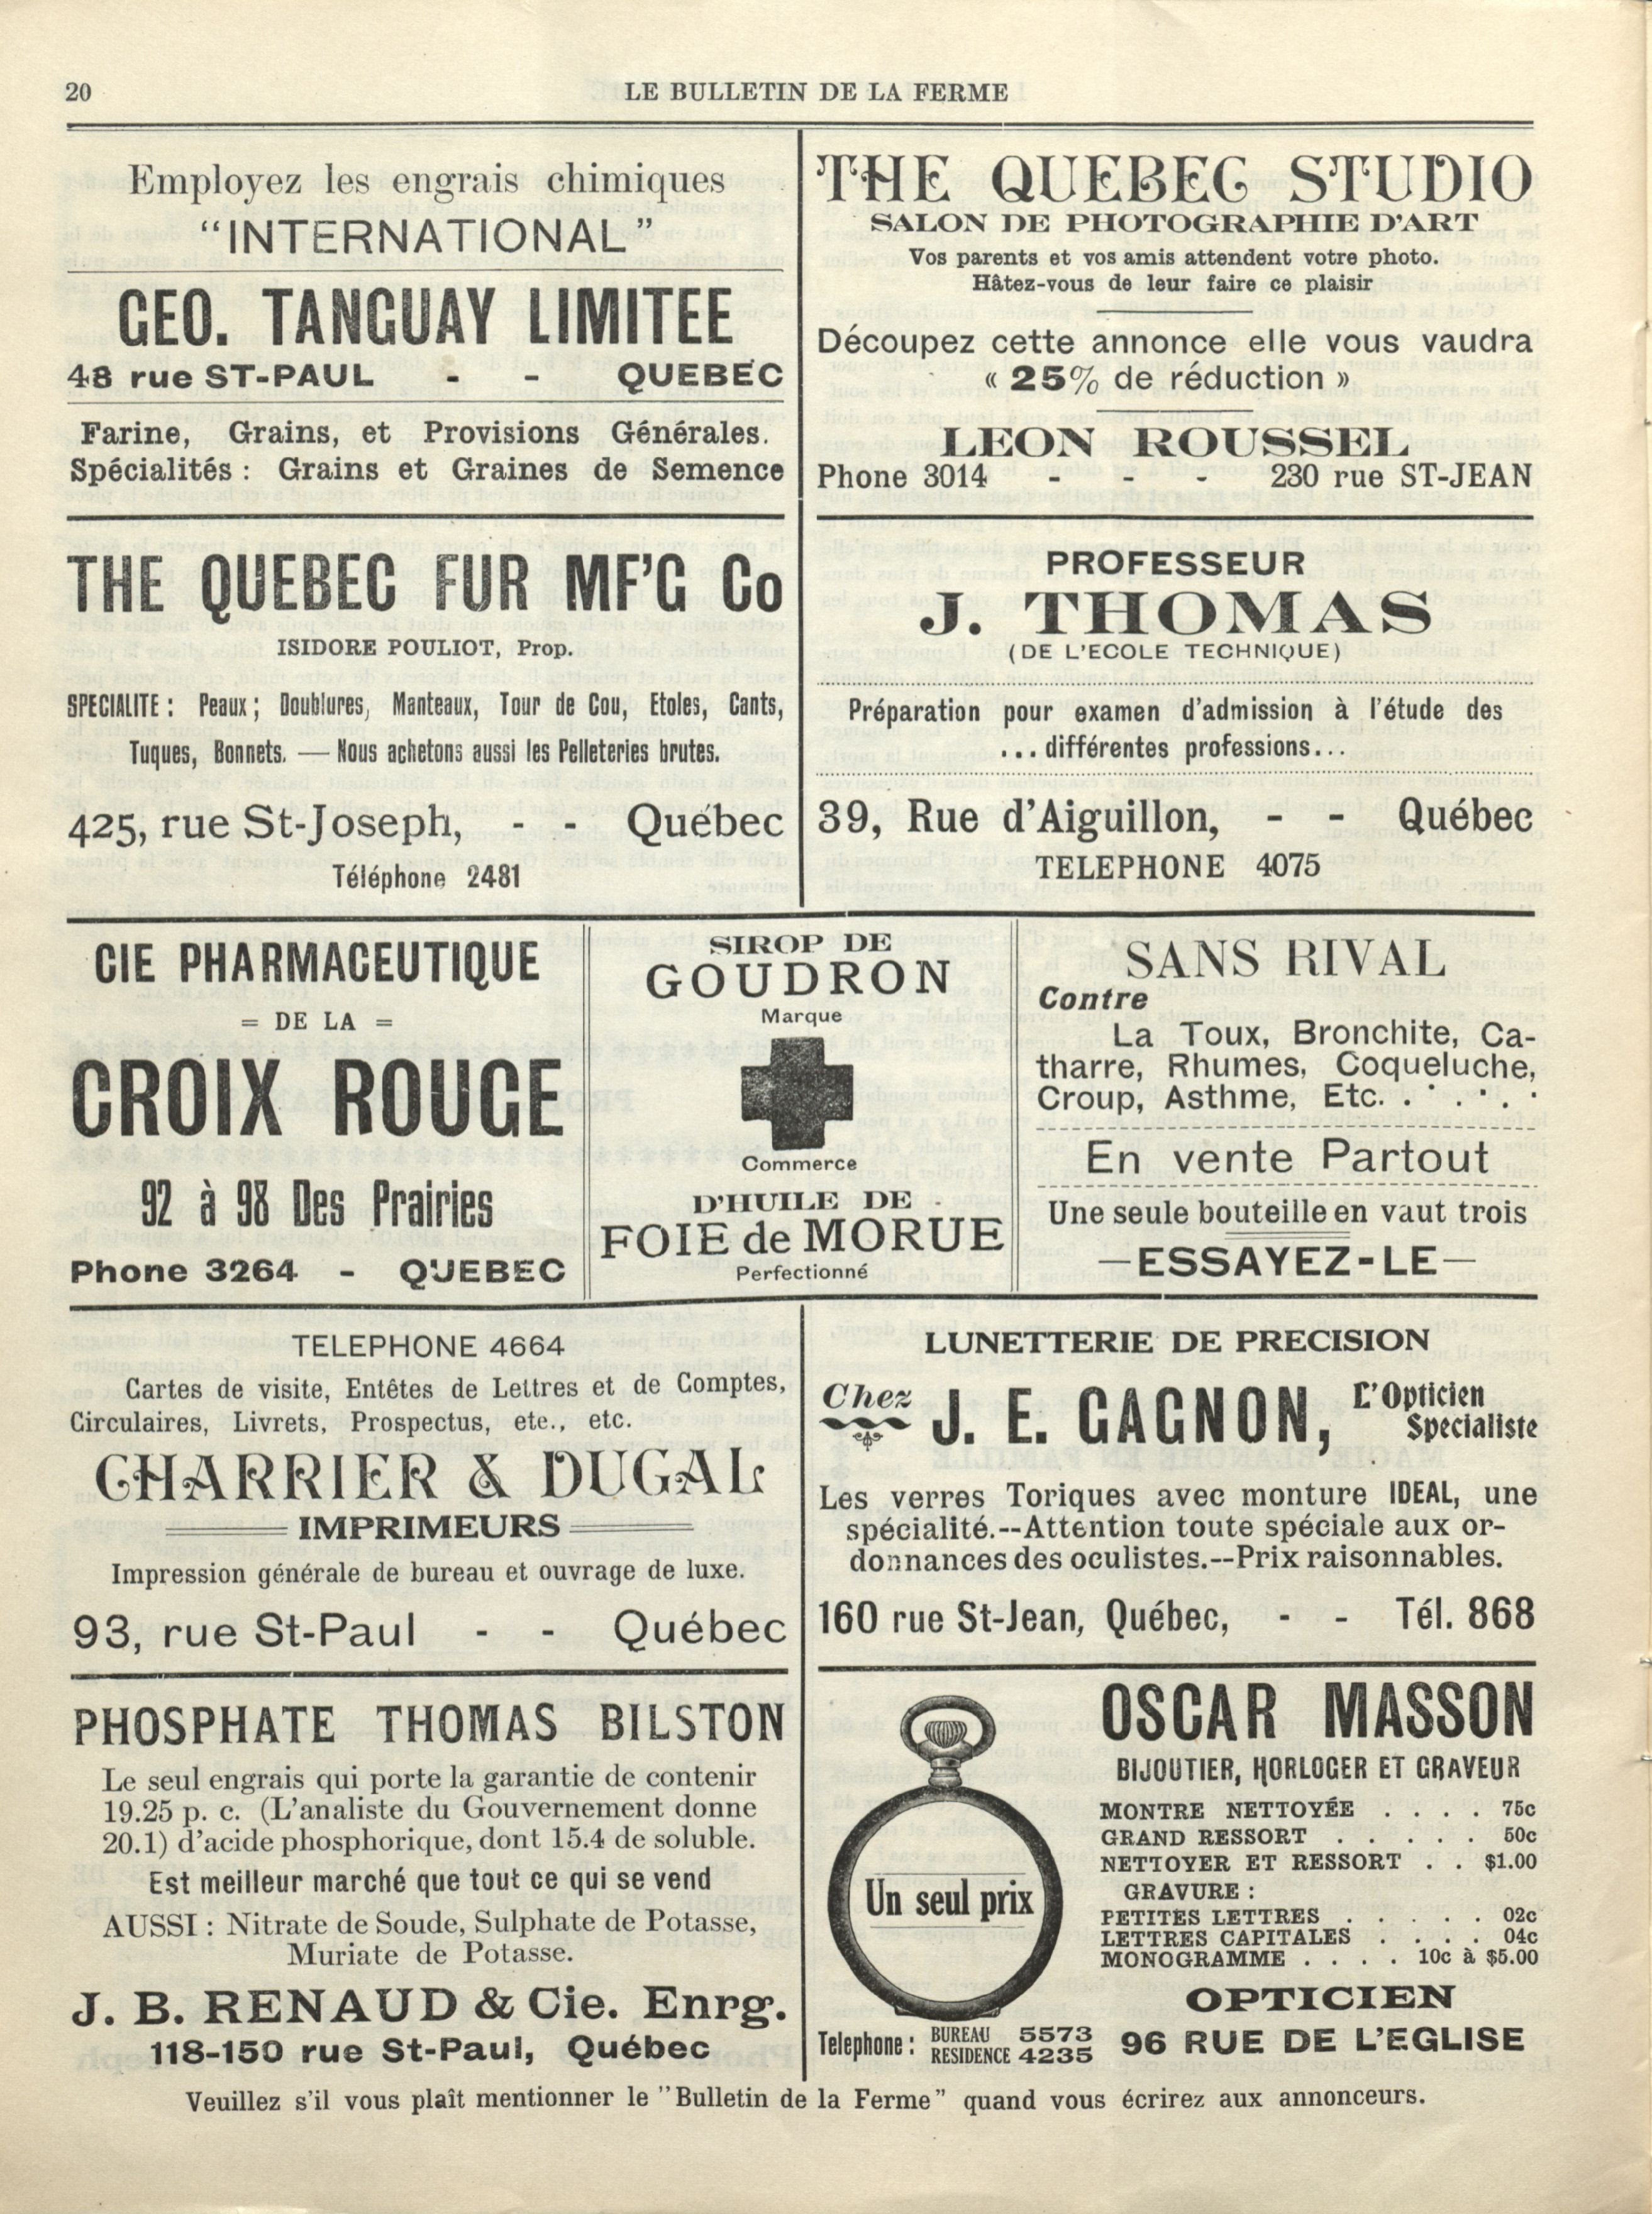 20
LE BULLETIN DE LA FERME
Employez les engrais chimiques
"INTERNATIONAL"
GEO. TANGUAY LIMITEE
48 rue ST-PAUL - - QUEBEC
Farine, Grains, et Provisions Générales.
Spécialités : Grains et Graines de Semence
THE QUEBEC STUDIO
SALON DE PHOTOGRAPHIE D'ART
Vos parents et vos amis attendent votre photo.
Hâtez-vous de leur faire ce plaisir
Découpez cette annonce elle vous vaudra
« 25% de réduction »
LEON ROUSSEL
Phone 3014 - - - 230 rue ST-JEAN
THE QUEBEC FUR MF'G Co
ISIDORE POULIOT, Prop.
SPECIALITE : Peaux ; Doublures, Manteaux, Tour de Cou, Etoles, Gants,
Tuques, Bonnets. — Nous achetons aussi les Pelleteries brutes.
425, rue St-Joseph, - - Québec
Téléphone 2481
PROFESSEUR
J. THOMAS
(DE L'ECOLE TECHNIQUE)
Préparation pour examen d'admission à l'étude des
... différentes professions...
39, Rue d'Aiguillon, - - Québec
TELEPHONE 4075
CIE PHARMACEUTIQUE
= DE LA =
CROIX ROUGE
92 à 98 Des Prairies
Phone 3264 - QUEBEC
SIROP DE
GOUDRON
Marque
Commerce
D'HUILE DE
FOIE de MORUE
Perfectionné
SANS RIVAL
Contre
La Toux, Bronchite, Ca-
tharre, Rhumes, Coqueluche,
Croup, Asthme, Etc. . . . . .
En vente Partout
Une seule bouteille en vaut trois
—ESSAYEZ-LE—
TELEPHONE 4664
Cartes de visite, Entêtes de Lettres et de Comptes,
Circulaires, Livrets, Prospectus, etc., etc.
CHARRIER & DUGAL
IMPRIMEURS
Impression générale de bureau et ouvrage de luxe.
93, rue St-Paul - - Québec
LUNETTERIE DE PRECISION
Chez J. E. GAGNON, L'Opticien
Specialiste
Les verres Toriques avec monture IDEAL, une
spécialité.--Attention toute spéciale aux or-
donnances des oculistes.--Prix raisonnables.
160 rue St-Jean, Québec, - - Tél. 868
PHOSPHATE THOMAS BILSTON
Le seul engrais qui porte la garantie de contenir
19.25 p. c. (L'analiste du Gouvernement donne
20.1) d'acide phosphorique, dont 15.4 de soluble.
Est meilleur marché que tout ce qui se vend
AUSSI : Nitrate de Soude, Sulphate de Potasse,
Muriate de Potasse.
J. B. RENAUD & Cie. Enrg.
118-150 rue St-Paul, Québec
Un seul prix
OSCAR MASSON
BIJOUTIER, HORLOGER ET GRAVEUR
MONTRE NETTOYÉE . . . . 75c
GRAND RESSORT . . . . . 50c
NETTOYER ET RESSORT . . $1.00
GRAVURE :
PETITES LETTRES . . . . . 02c
LETTRES CAPITALES . . . . 04c
MONOGRAMME . . . . 10c à $5.00
OPTICIEN
Telephone : BUREAU 5573
RESIDENCE 4235
96 RUE DE L'EGLISE
Veuillez s'il vous plaît mentionner le "Bulletin de la Ferme" quand vous écrirez aux annonceurs.